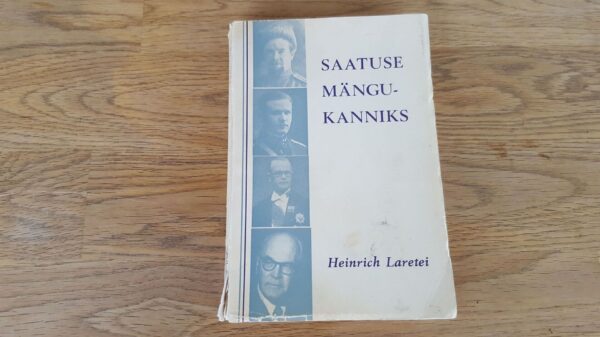 SAATUSE
MÄNGU-
KANNIKS
Heinrich Laretei